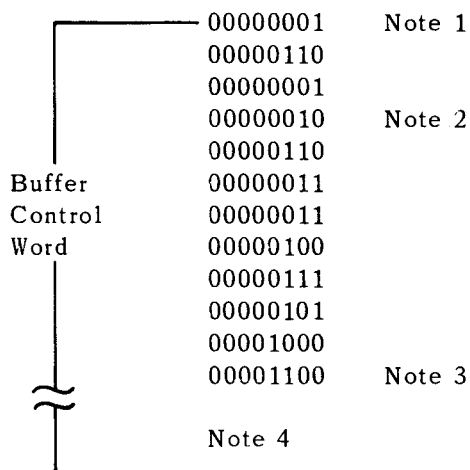 00000001 Note 1
00000110
00000001
00000010 Note 2
00000110
Buffer 00000011
Control 00000011
Word 00000100
00000111
00000101
00001000
00001100 Note 3
Note 4